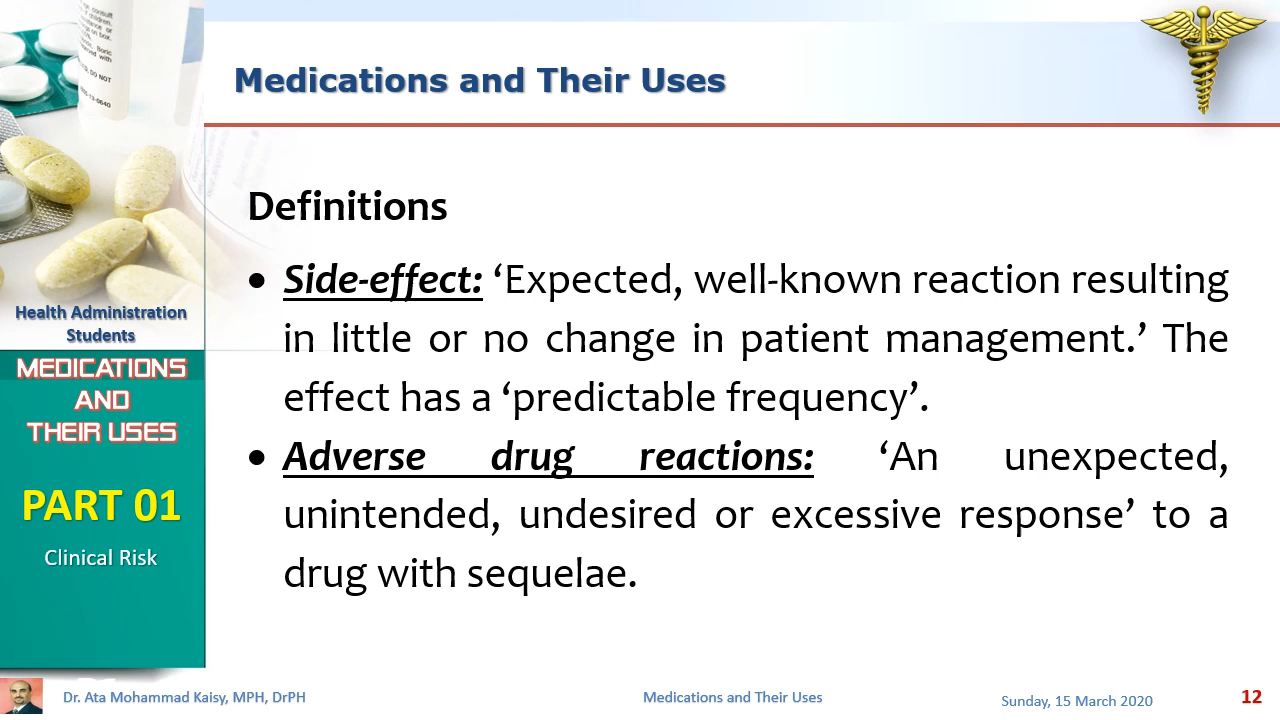 Medications and Their Uses
Definitions
• Side-effect: ‘Expected, well-known reaction resulting
in little or no change in patient management.’ The
effect has a ‘predictable frequency’.
• Adverse drug reactions: ‘An unexpected,
unintended, undesired or excessive response’ to a
drug with sequelae.
Health Administration
Students
MEDICATIONS
AND
THEIR USES
PART 01
Clinical Risk
Dr. Ata Mohammad Kaisy, MPH, DrPH
Medications and Their Uses
Sunday, 15 March 2020
12